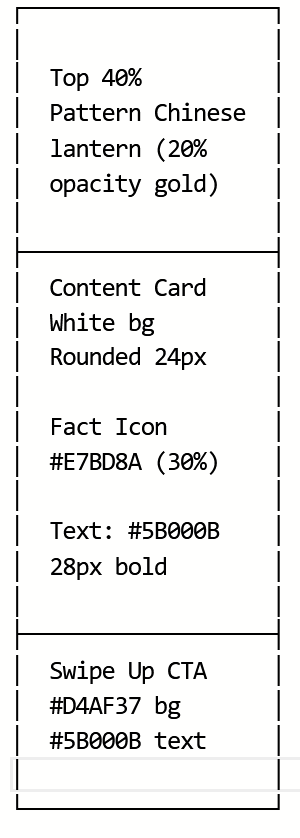 Top 40%
Pattern Chinese
lantern (20%
opacity gold)
Content Card
White bg
Rounded 24px
Fact Icon
#E7BD8A (30%)
Text: #5B000B
28px bold
Swipe Up CTA
#D4AF37 bg
#5B000B text